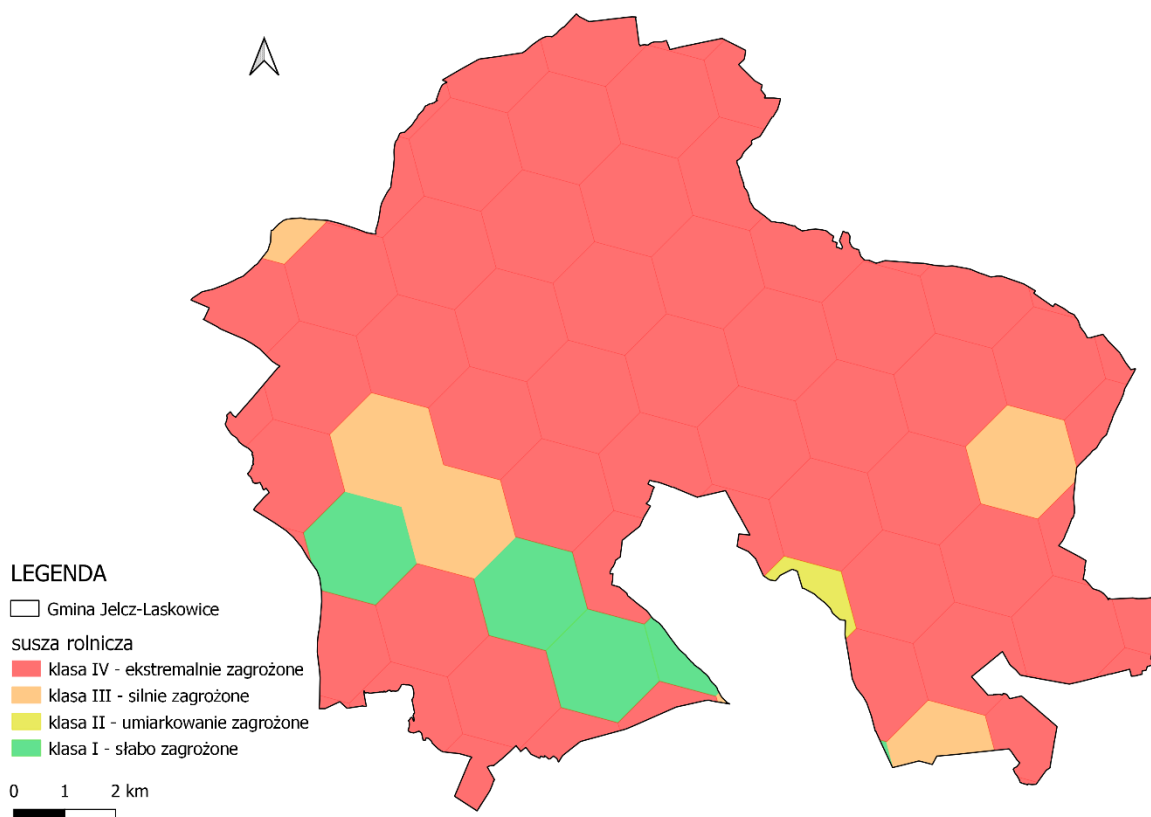 LEGENDA
Gmina Jelcz-Laskowice
susza rolnicza
klasa IV - ekstremalnie zagrożone
klasa III - silnie zagrożone
klasa II - umiarkowanie zagrożone
klasa I - słabo zagrożone
0 1 2 km